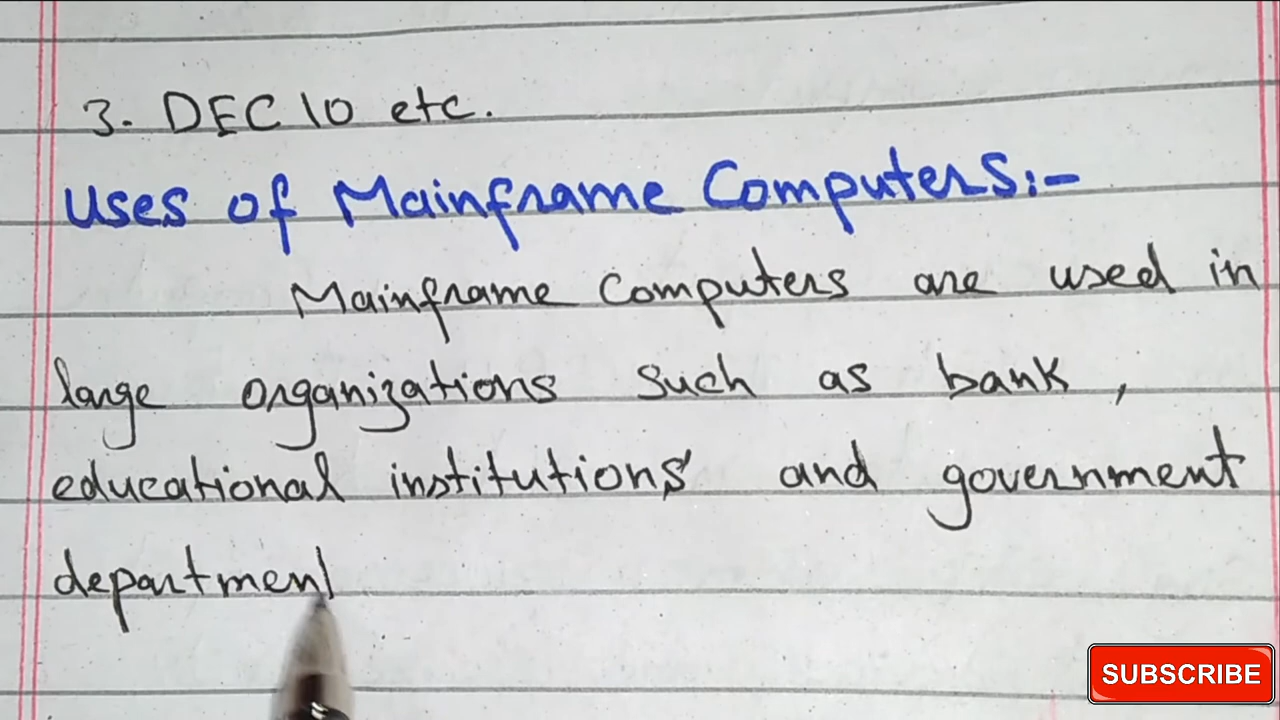 3. DEC 10 etc.
Uses of Mainframe Computers:-
Mainframe Computers are used in
large organizations such as bank,
educational institutions and government
department
SUBSCRIBE